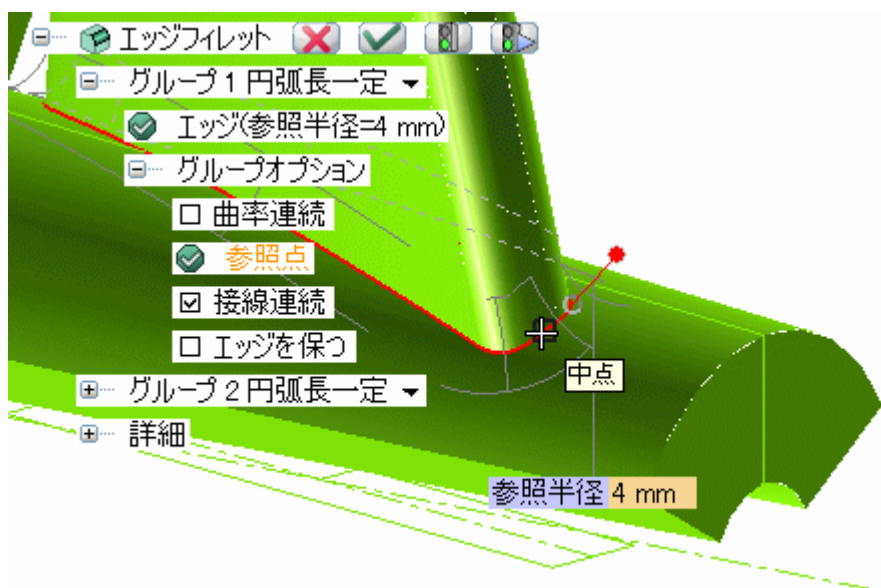 エッジフィレット
グループ 1 円弧長一定
エッジ(参照半径=4 mm)
グループオプション
曲率連続
参照点
接線連続
エッジを保つ
中点
グループ 2 円弧長一定
詳細
参照半径 4 mm